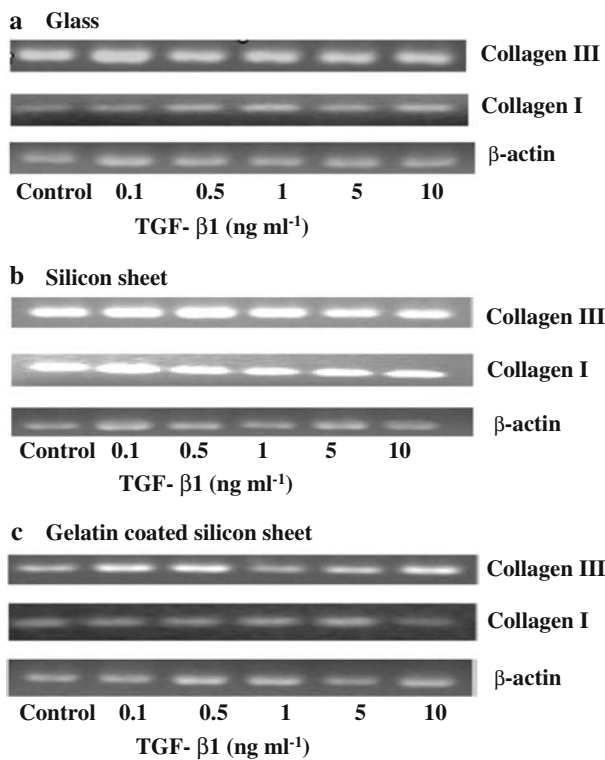 a Glass
Collagen III
Collagen I
β-actin
Control 0.1 0.5 1 5 10
TGF- β1 (ng ml-1)
b Silicon sheet
Collagen III
Collagen I
β-actin
Control 0.1 0.5 1 5 10
TGF- β1 (ng ml-1)
c Gelatin coated silicon sheet
Collagen III
Collagen I
β-actin
Control 0.1 0.5 1 5 10
TGF- β1 (ng ml-1)